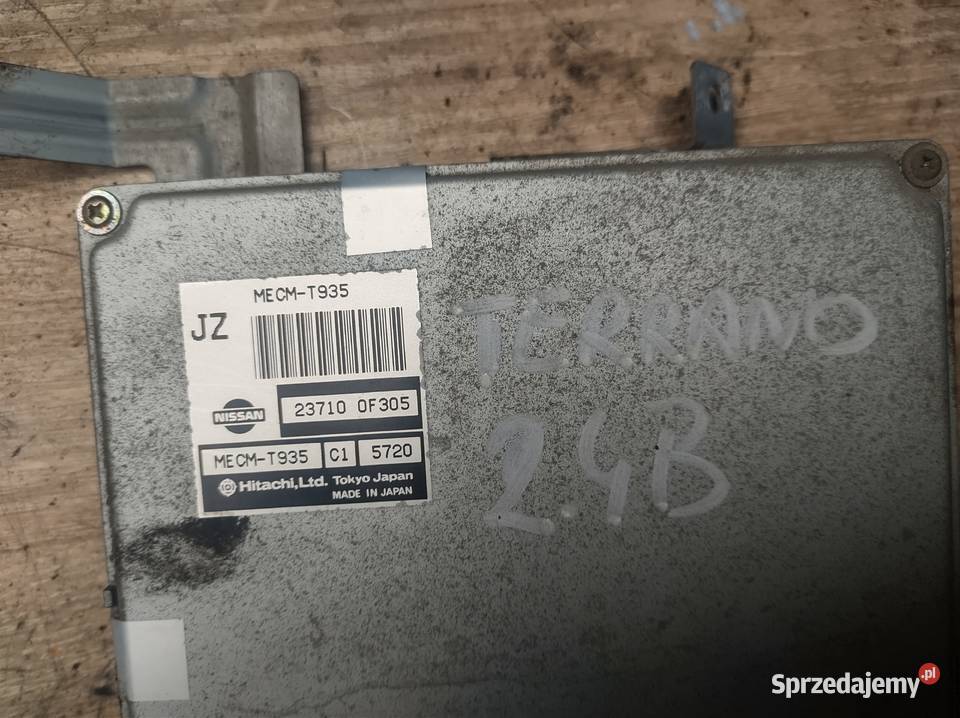 MECM-T935
JZ
NISSAN
23710 0F305
MECM-T935 C1 5720
Hitachi,Ltd. Tokyo Japan
MADE IN JAPAN
TERRANO
2.4B
Sprzedajemy.pl